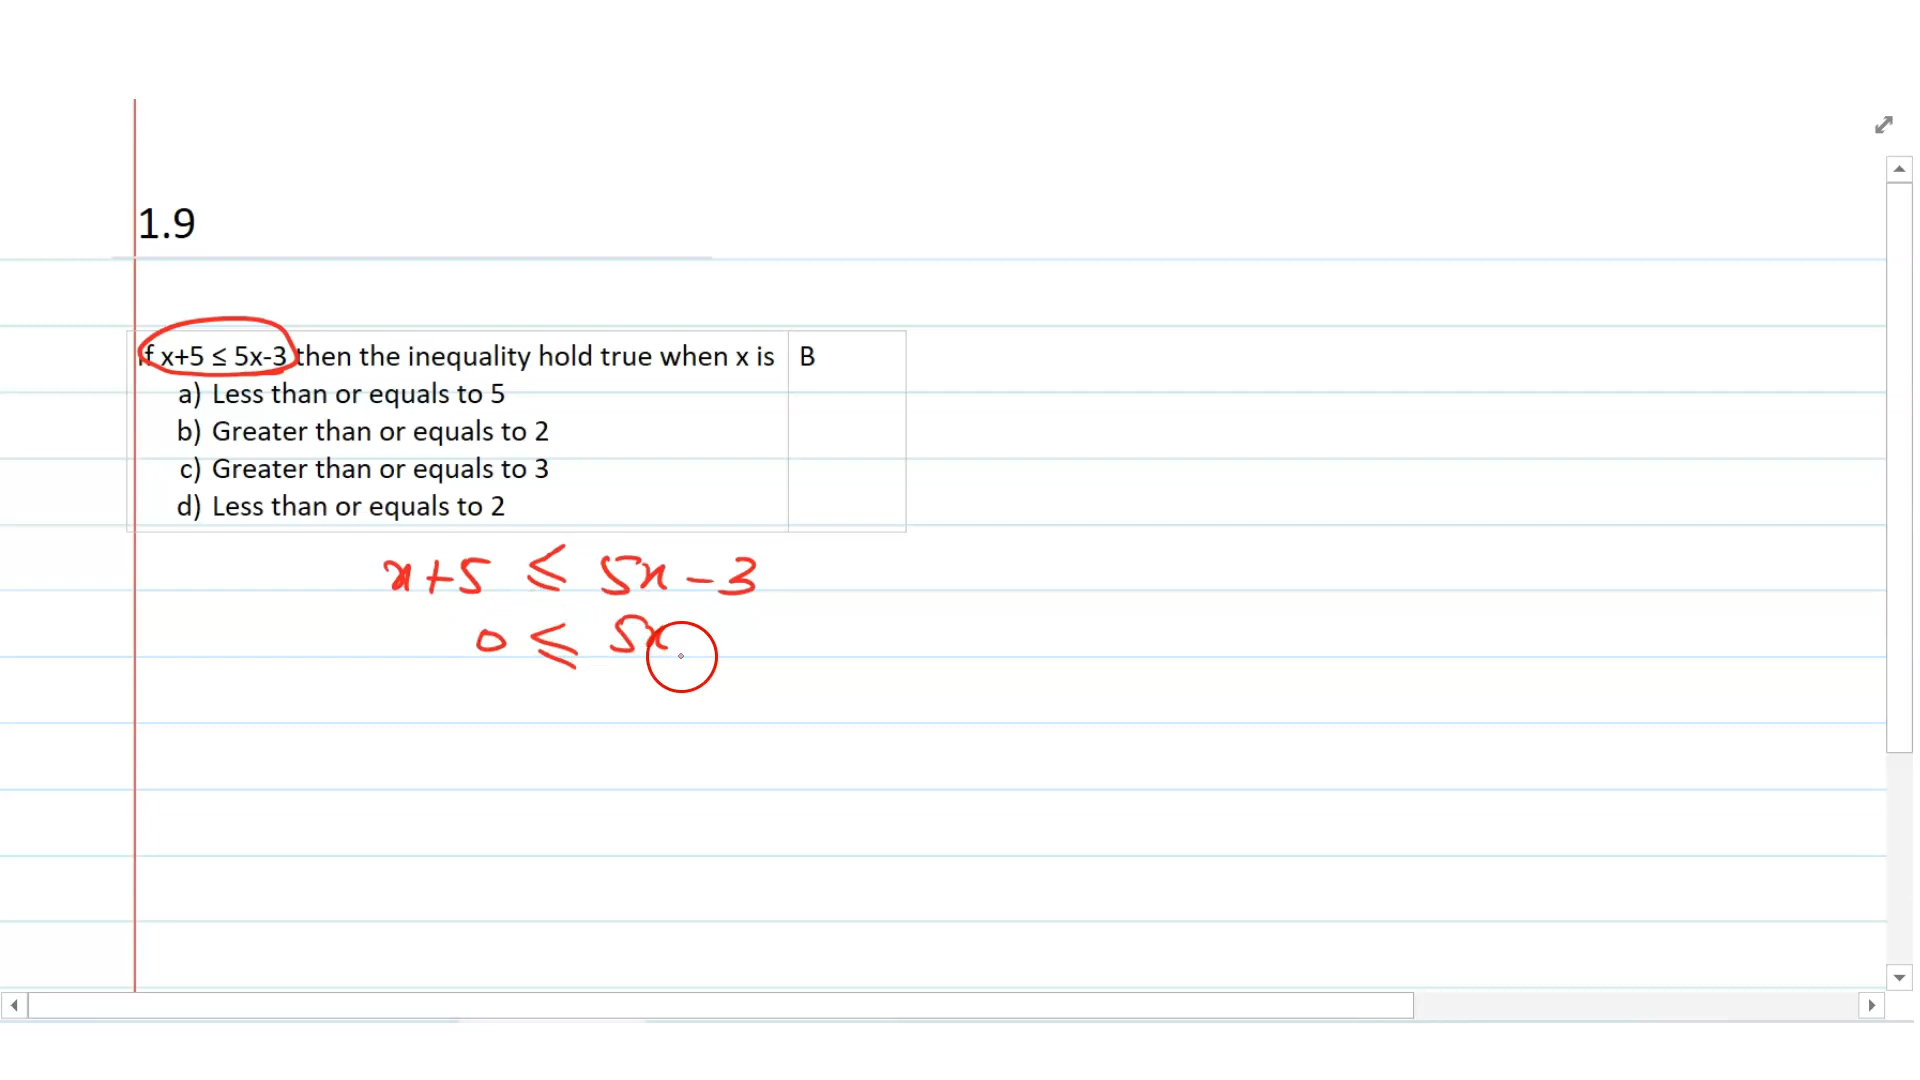 1.9
If x+5 ≤ 5x-3 then the inequality hold true when x is B
a) Less than or equals to 5
b) Greater than or equals to 2
c) Greater than or equals to 3
d) Less than or equals to 2
x+5 ≤ 5x-3
0 ≤ 5x